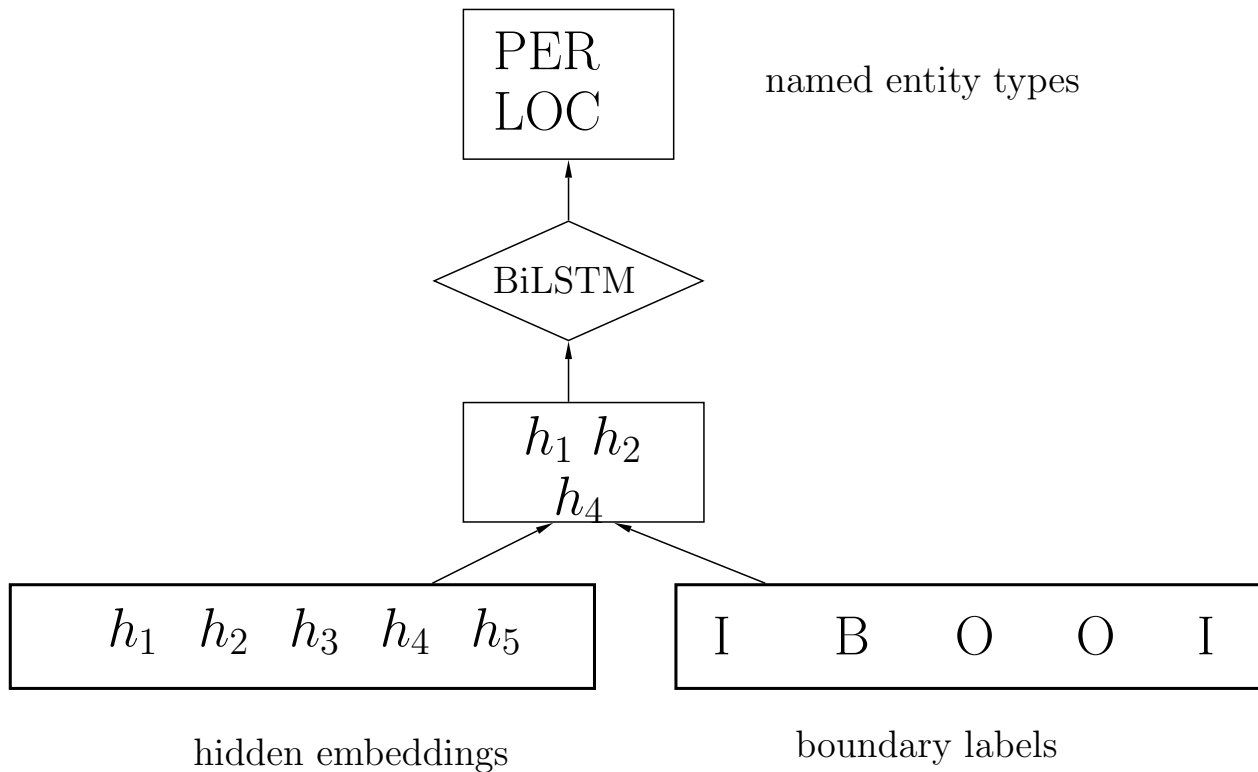 PER
LOC
named entity types
BiLSTM
h₁ h₂
h₄
h₁ h₂ h₃ h₄ h₅
I B O O I
hidden embeddings
boundary labels